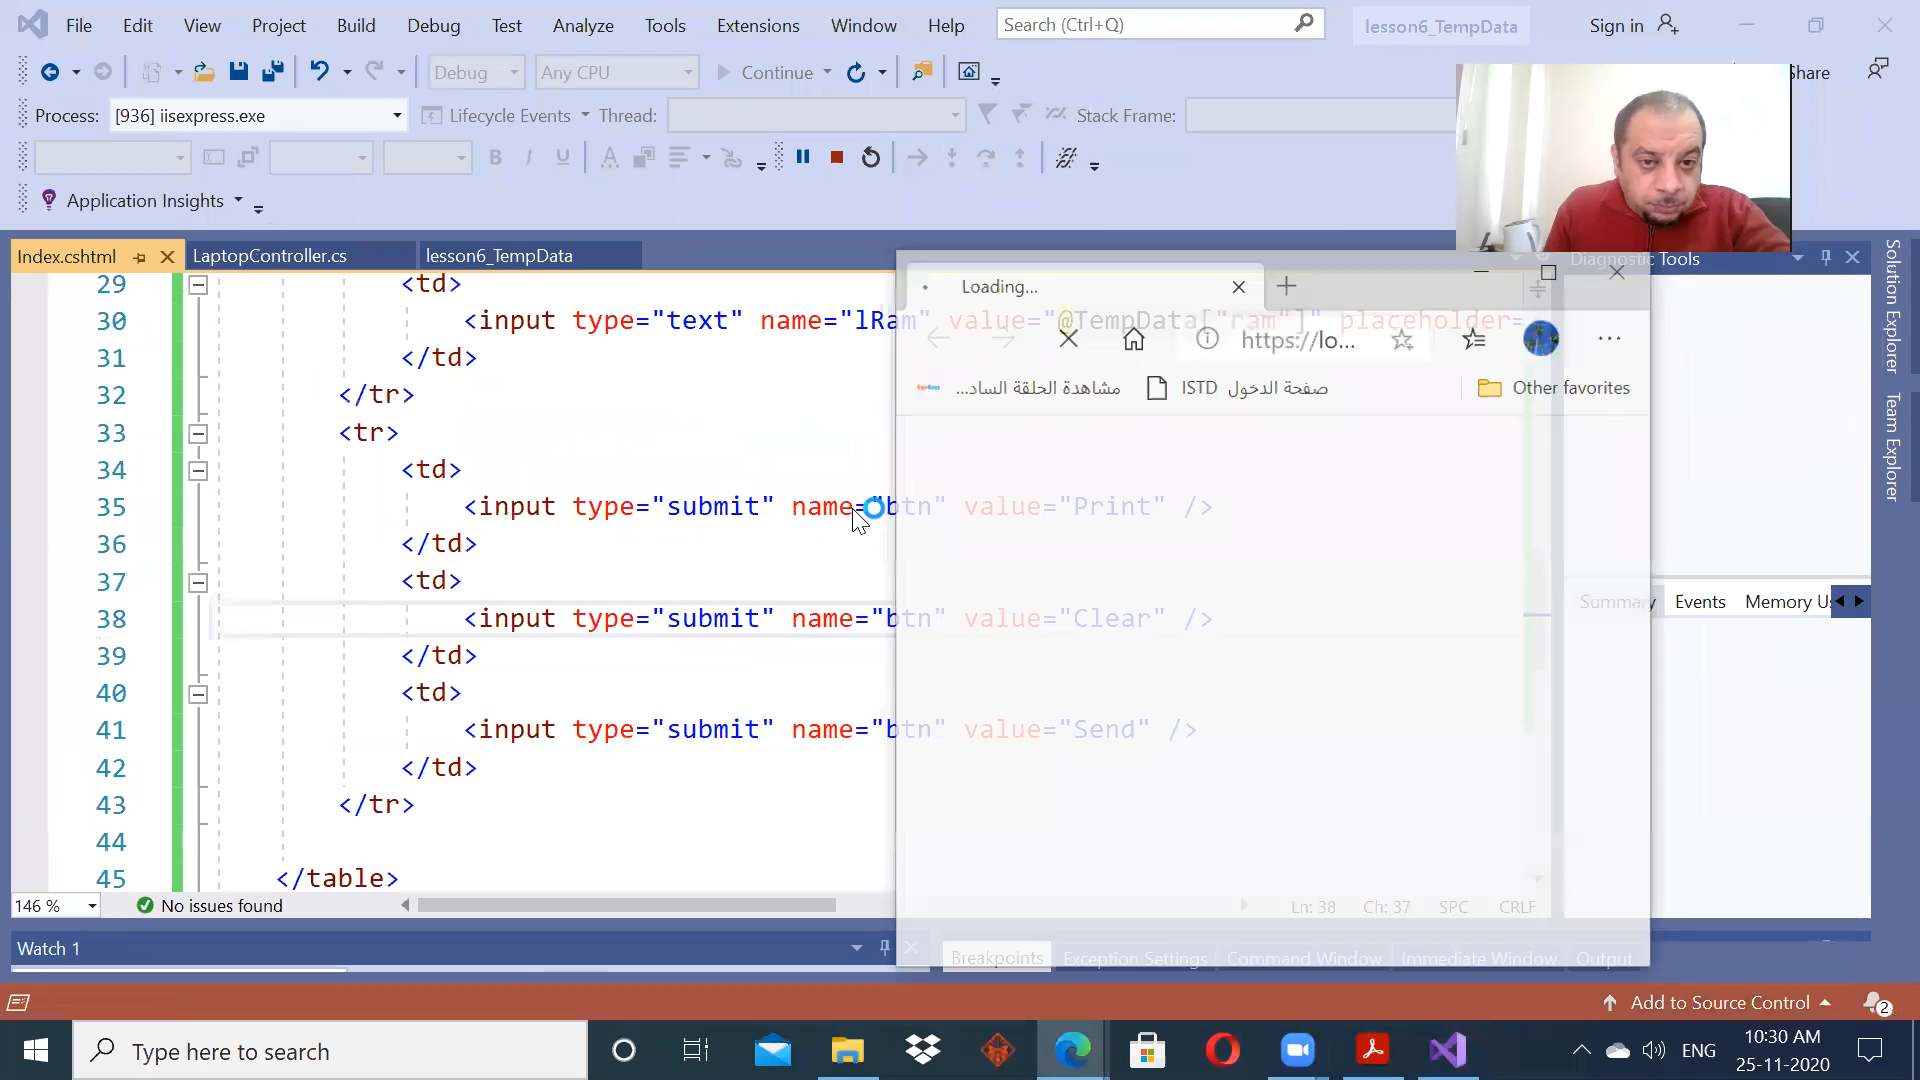 File Edit View Project Build Debug Test Analyze Tools Extensions Window Help Search (Ctrl+Q) lesson6_TempData Sign in
Debug Any CPU Continue Share
Process: [936] iisexpress.exe Lifecycle Events Thread: Stack Frame:
B I U A
Application Insights
Index.cshtml LaptopController.cs lesson6_TempData Diagnostic Tools
Loading...
https://lo...
مشاهدة الحلقة الساد... ISTD صفحة الدخول Other favorites
29 <td>
30 <input type="text" name="lRam" value="@TempData["ram"]" placeholder=
31 </td>
32 </tr>
33 <tr>
34 <td>
35 <input type="submit" name="btn" value="Print" />
36 </td>
37 <td>
38 <input type="submit" name="btn" value="Clear" />
39 </td>
40 <td>
41 <input type="submit" name="btn" value="Send" />
42 </td>
43 </tr>
44
45 </table>
Summary Events Memory Us
Solution Explorer
Team Explorer
146 % No issues found Ln: 38 Ch: 37 SPC CRLF
Watch 1 Breakpoints Exception Settings Command Window Immediate Window Output
Add to Source Control 2
Type here to search ENG 10:30 AM
25-11-2020